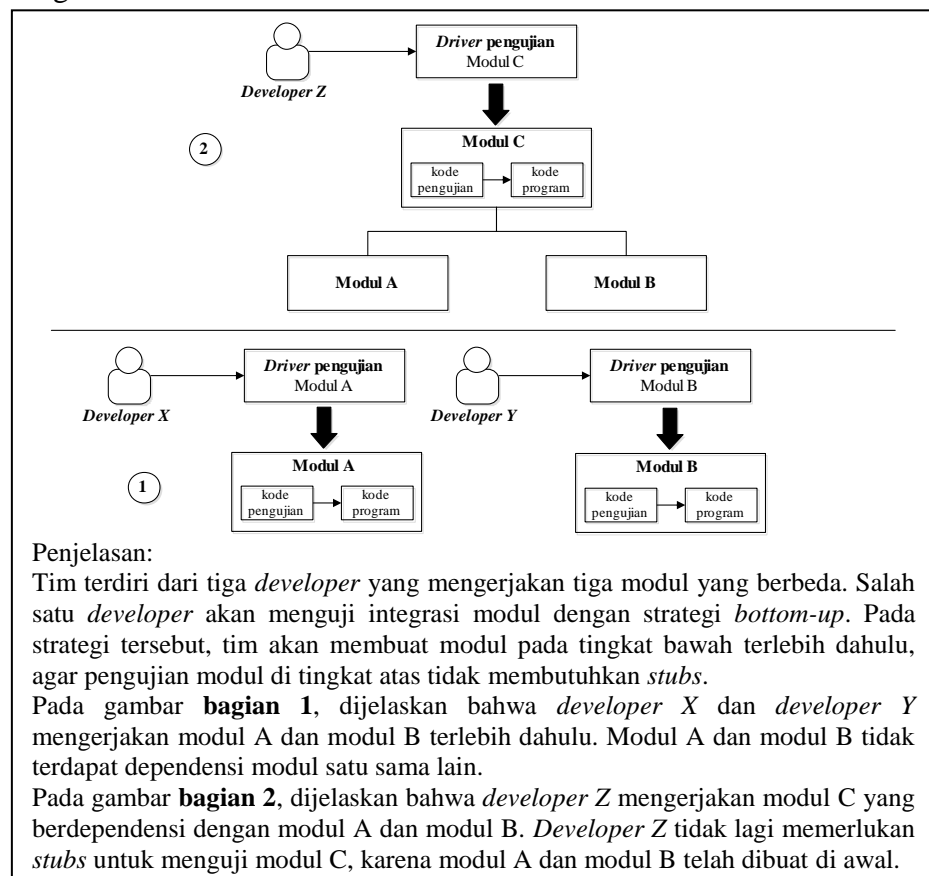 Driver pengujian
Modul C
Developer Z
2
Modul C
kode
pengujian
kode
program
Modul A
Modul B
Driver pengujian
Modul A
Driver pengujian
Modul B
Developer X
Developer Y
1
Modul A
kode
pengujian
kode
program
Modul B
kode
pengujian
kode
program
Penjelasan:
Tim terdiri dari tiga developer yang mengerjakan tiga modul yang berbeda. Salah
satu developer akan menguji integrasi modul dengan strategi bottom-up. Pada
strategi tersebut, tim akan membuat modul pada tingkat bawah terlebih dahulu,
agar pengujian modul di tingkat atas tidak membutuhkan stubs.
Pada gambar bagian 1, dijelaskan bahwa developer X dan developer Y
mengerjakan modul A dan modul B terlebih dahulu. Modul A dan modul B tidak
terdapat dependensi modul satu sama lain.
Pada gambar bagian 2, dijelaskan bahwa developer Z mengerjakan modul C yang
berdependensi dengan modul A dan modul B. Developer Z tidak lagi memerlukan
stubs untuk menguji modul C, karena modul A dan modul B telah dibuat di awal.